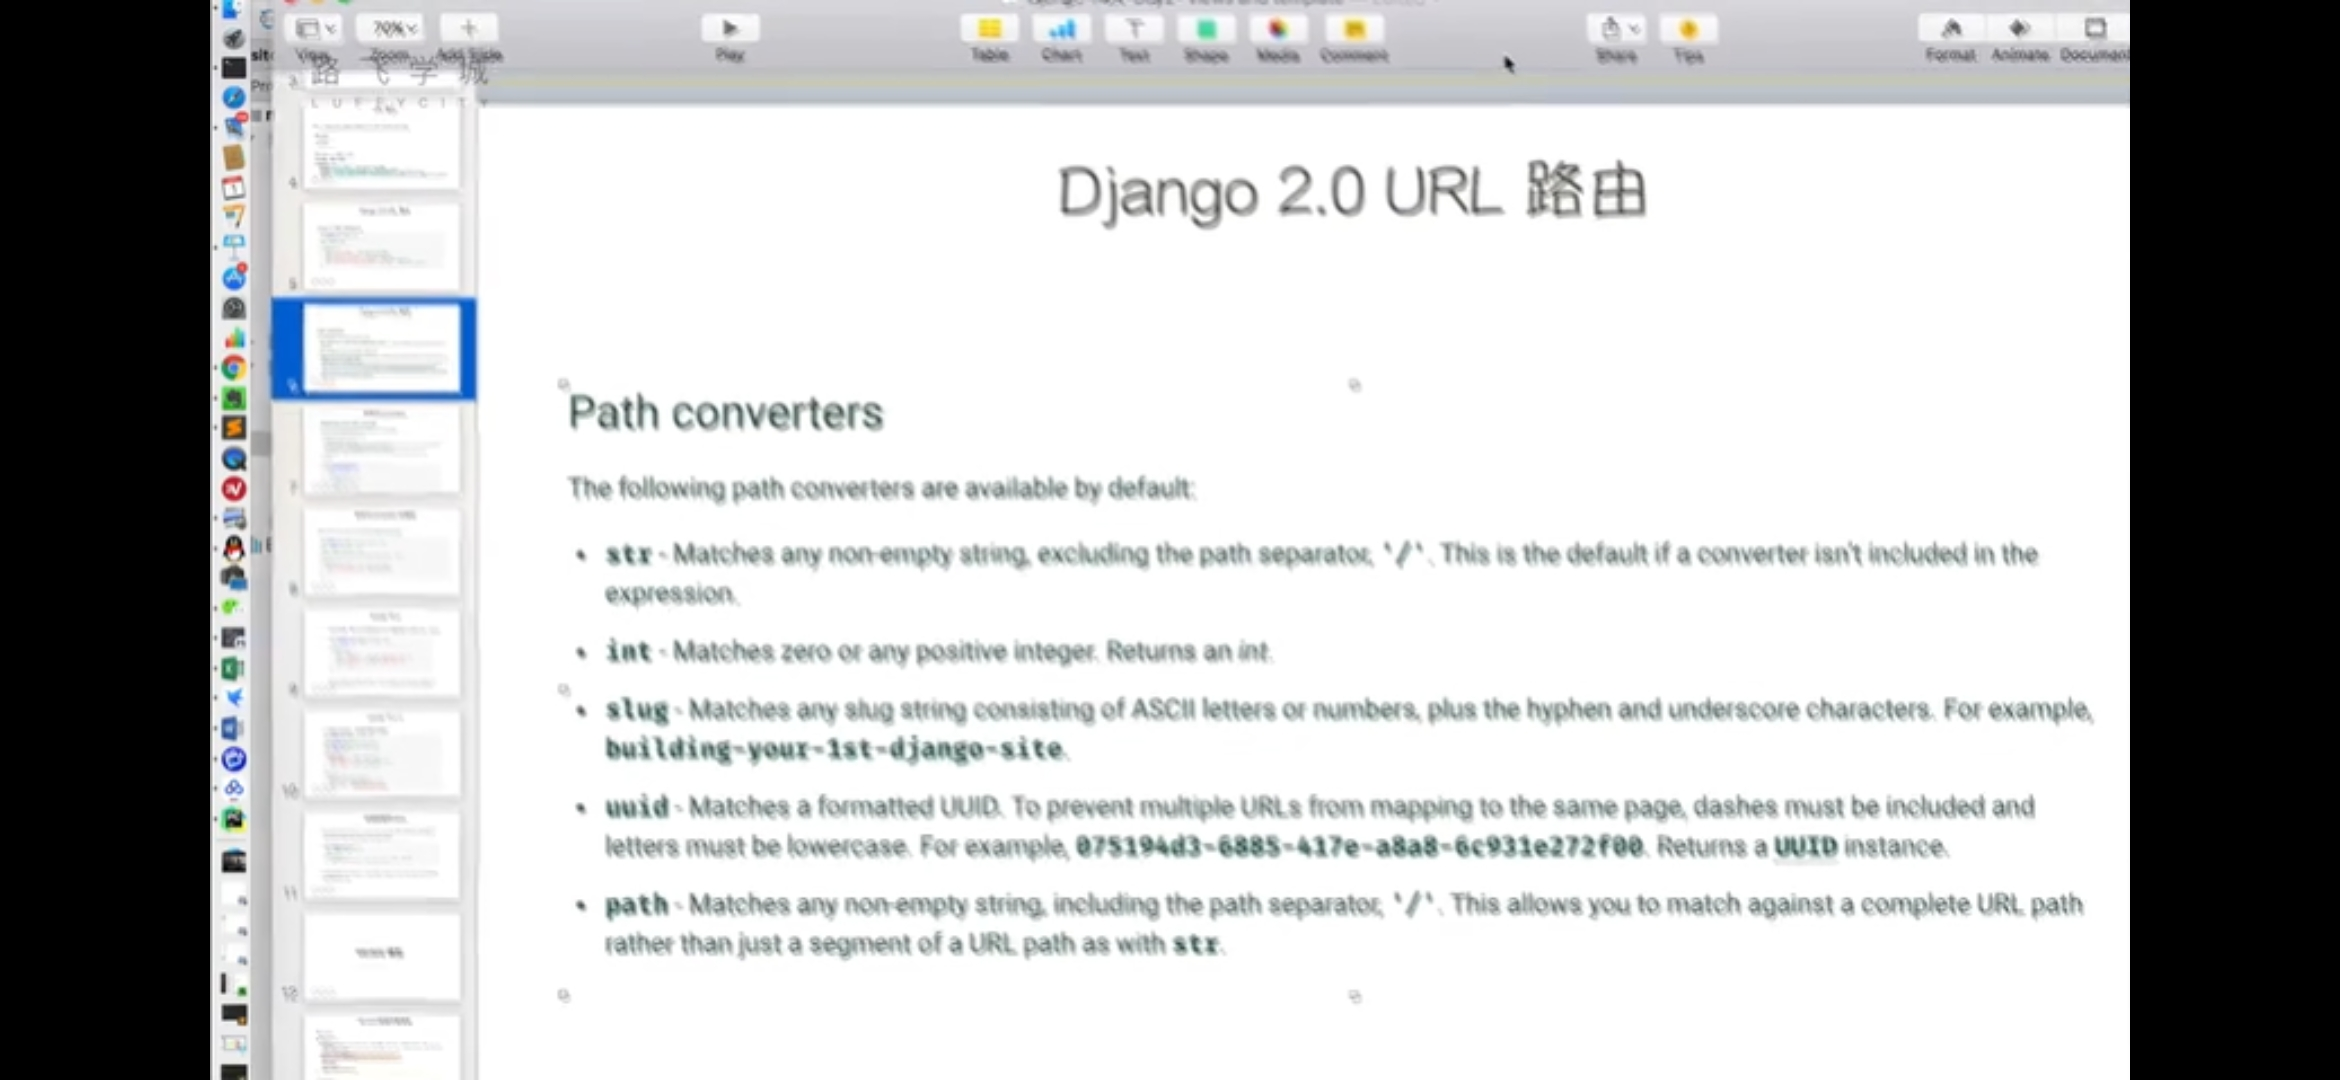 View
70%
Zoom
Add Slide
Play
Table
Chart
Text
Shape
Media
Comment
Share
Tips
Format
Animate
Document
路飞学城
LUFFYCITY
Django 2.0 URL 路由
Path converters
The following path converters are available by default:
• str - Matches any non-empty string, excluding the path separator, '/'. This is the default if a converter isn't included in the
expression.
• int - Matches zero or any positive integer. Returns an int.
• slug - Matches any slug string consisting of ASCII letters or numbers, plus the hyphen and underscore characters. For example,
building-your-1st-django-site.
• uuid - Matches a formatted UUID. To prevent multiple URLs from mapping to the same page, dashes must be included and
letters must be lowercase. For example, 075194d3-6885-417e-a8a8-6c931e272f00. Returns a UUID instance.
• path - Matches any non-empty string, including the path separator, '/'. This allows you to match against a complete URL path
rather than just a segment of a URL path as with str.